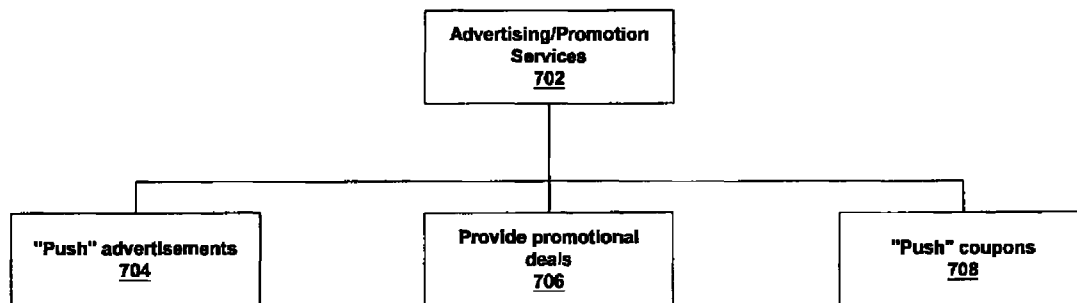 Advertising/Promotion
Services
702
"Push" advertisements
704
Provide promotional
deals
706
"Push" coupons
708